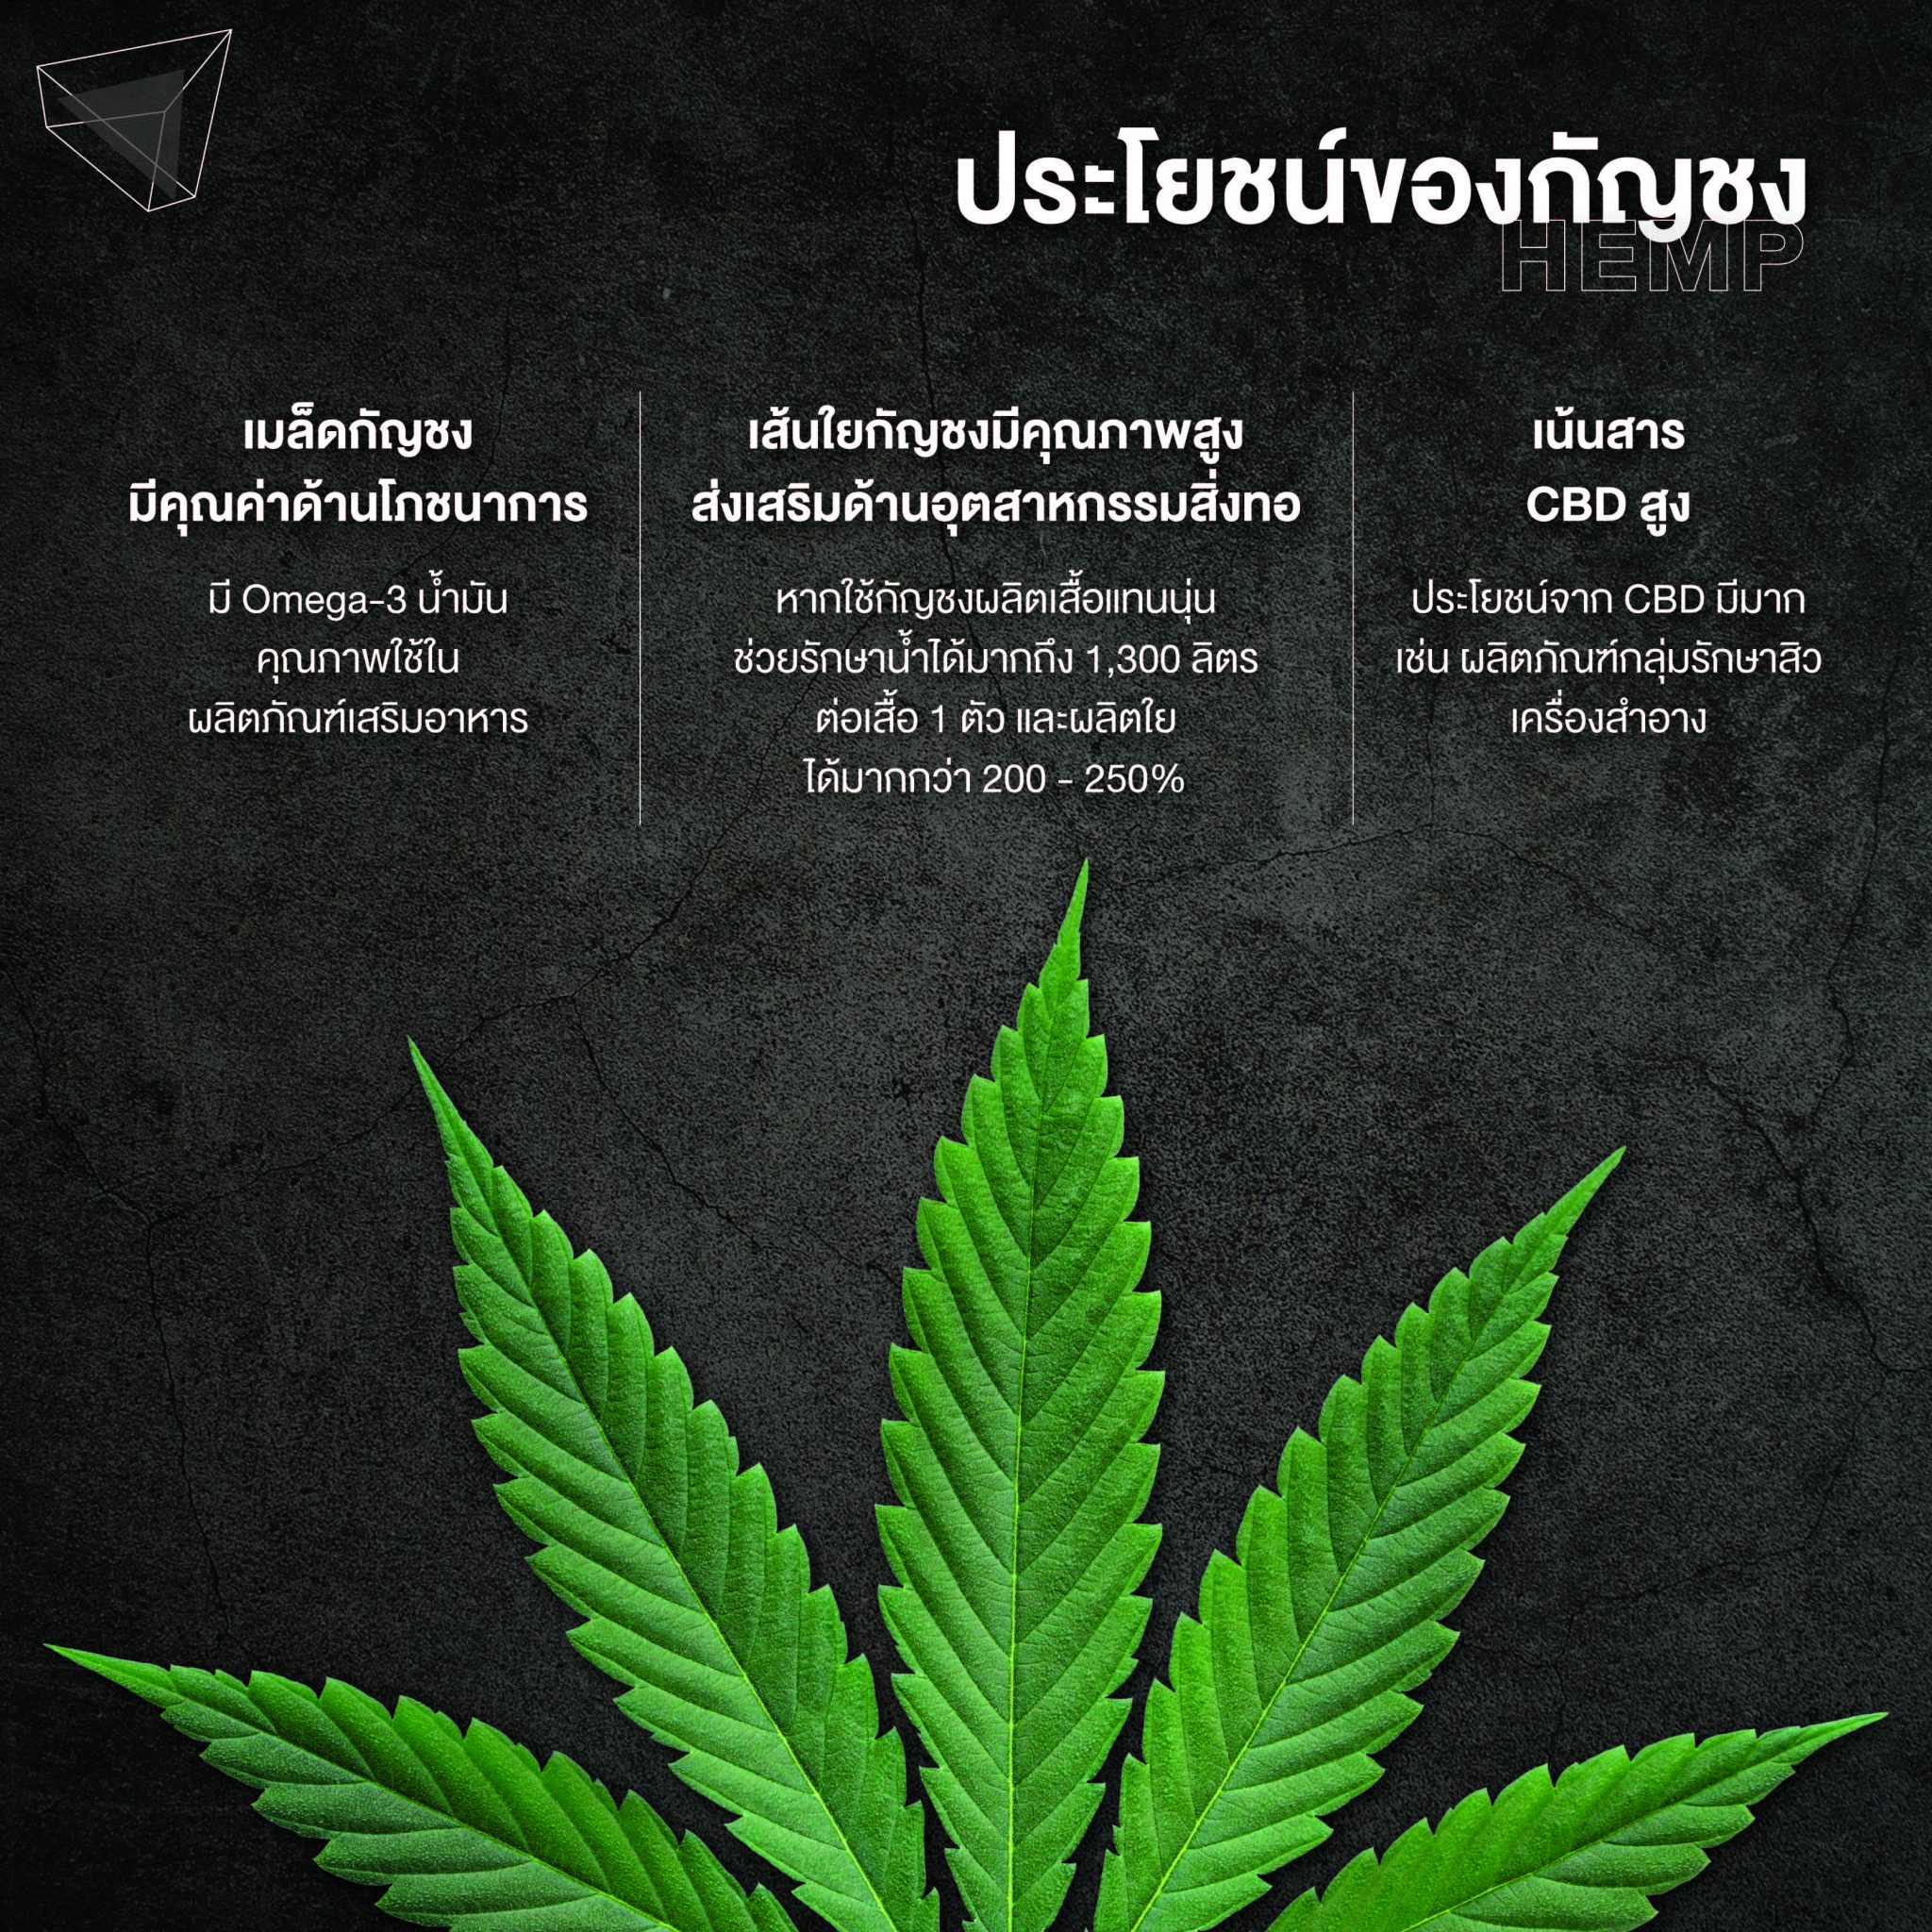 ประโยชน์ของกัญชง
HEMP
เมล็ดกัญชง
มีคุณค่าด้านโภชนาการ
มี Omega-3 น้ำมัน
คุณภาพใช้ใน
ผลิตภัณฑ์เสริมอาหาร
เส้นใยกัญชงมีคุณภาพสูง
ส่งเสริมด้านอุตสาหกรรมสิ่งทอ
หากใช้กัญชงผลิตเสื้อแทนนุ่น
ช่วยรักษาน้ำได้มากถึง 1,300 ลิตร
ต่อเสื้อ 1 ตัว และผลิตใย
ได้มากกว่า 200 - 250%
เน้นสาร
CBD สูง
ประโยชน์จาก CBD มีมาก
เช่น ผลิตภัณฑ์กลุ่มรักษาสิว
เครื่องสำอาง